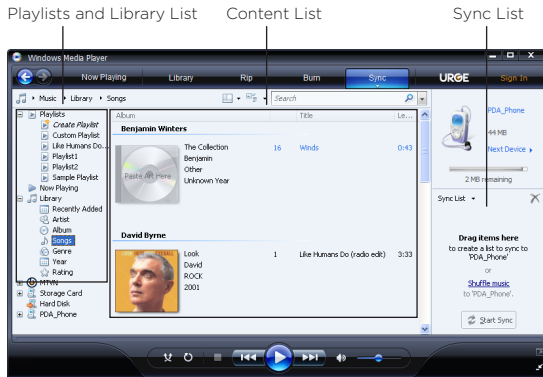 Playlists and Library List
Content List
Sync List
Windows Media Player
Now Playing
Library
Rip
Burn
Sync
URGE
Sign In
Music
Library
Songs
Search
Playlists
Create Playlist
Custom Playlist
Like Humans Do...
Playlist1
Playlist2
Sample Playlist
Now Playing
Library
Recently Added
Artist
Album
Songs
Genre
Year
Rating
MTVN
Storage Card
Hard Disk
PDA_Phone
Album
Title
Le...
Benjamin Winters
Paste Art Here
The Collection
16
Winds
0:43
Benjamin
Other
Unknown Year
David Byrne
Look
1
Like Humans Do (radio edit)
3:33
David
ROCK
2001
PDA_Phone
44 MB
Next Device
2 MB remaining
Sync List
Drag items here
to create a list to sync to
'PDA_Phone'
or
Shuffle music
to 'PDA_Phone'.
Start Sync